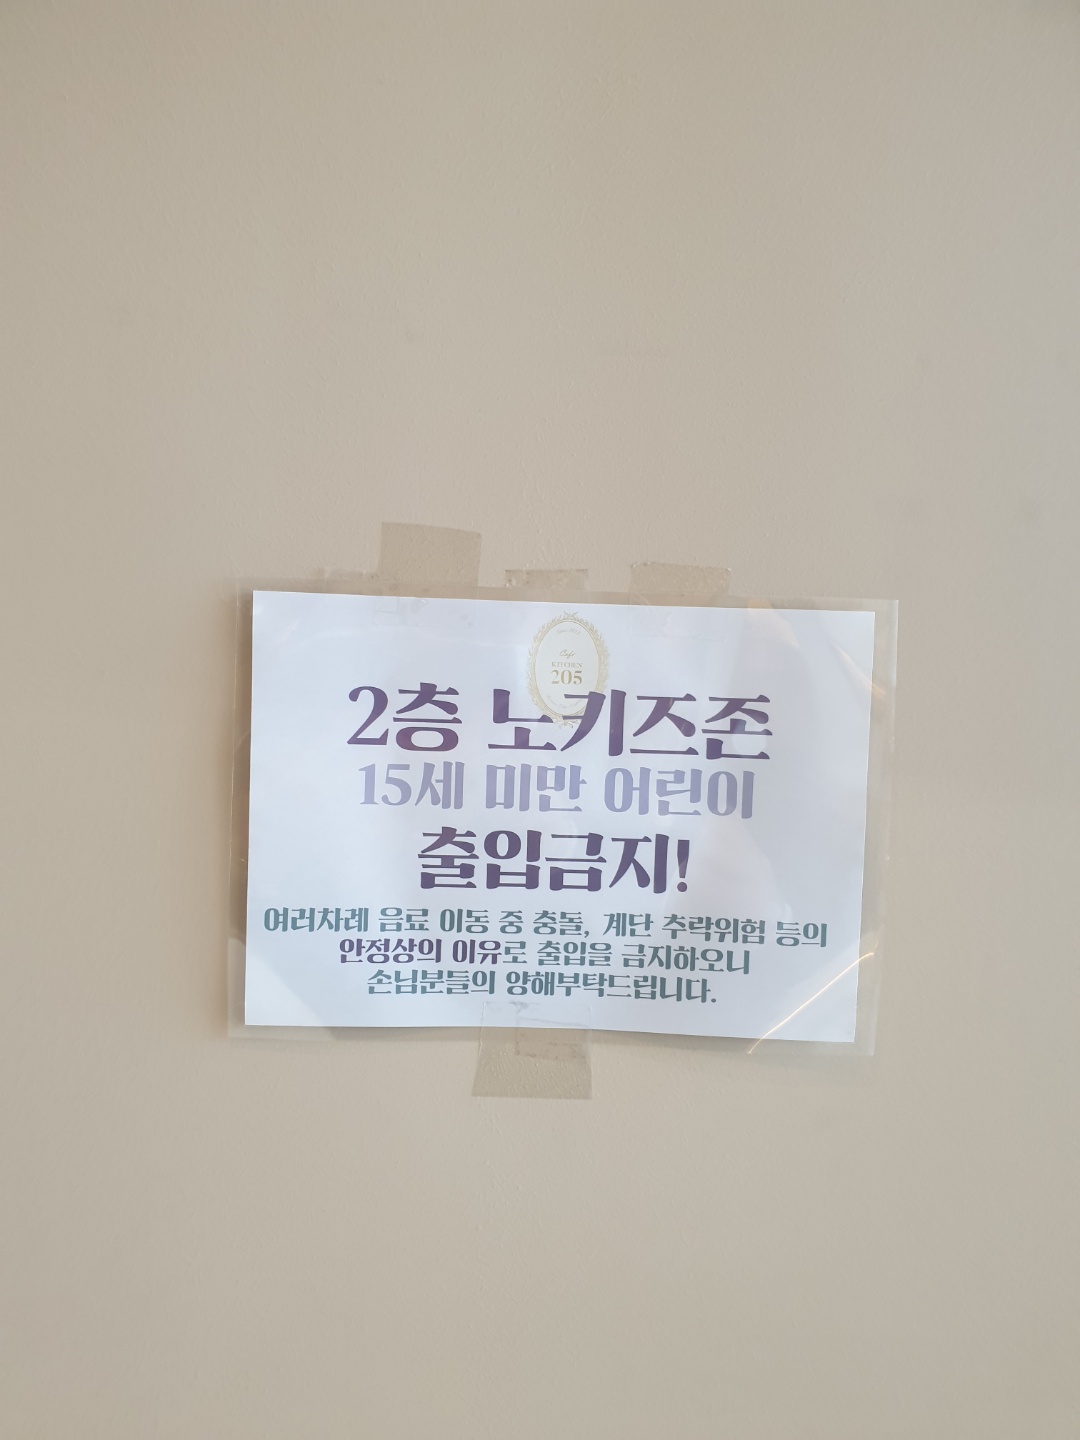 Cafe
KITCHEN
205
2층 노키즈존
15세 미만 어린이
출입금지!
여러차례 음료 이동 중 충돌, 계단 추락위험 등의
안정상의 이유로 출입을 금지하오니
손님분들의 양해부탁드립니다.